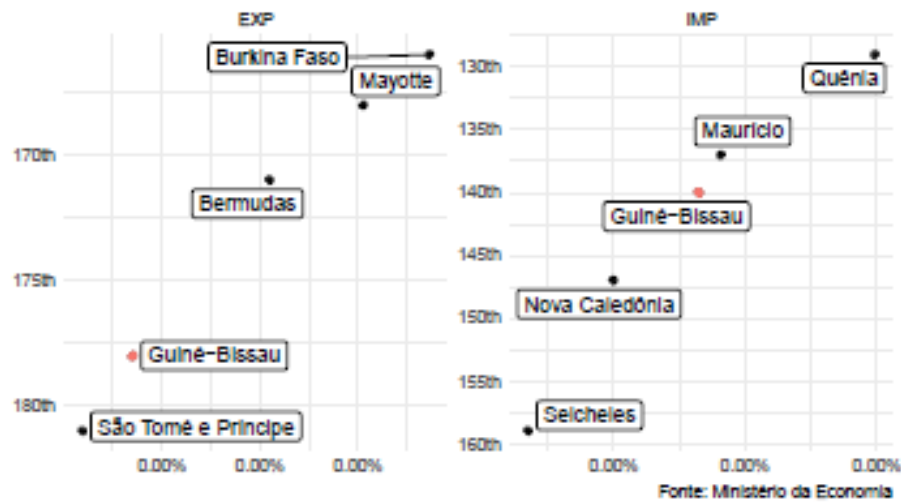 EXP
Burkina Faso
Mayotte
170th
Bermudas
175th
Guiné-Bissau
180th
São Tomé e Príncipe
0.00% 0.00% 0.00%
IMP
130th
Quênia
135th
Maurício
140th
Guiné-Bissau
145th
Nova Caledônia
150th
155th
Seicheles
160th
0.00% 0.00% 0.00%
Fonte: Ministério da Economia